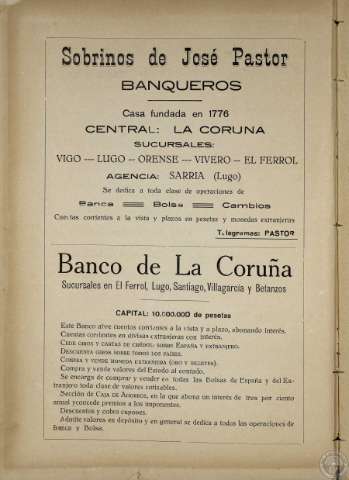 Sobrinos de José Pastor
BANQUEROS
Casa fundada en 1776
CENTRAL: LA CORUNA
SUCURSALES:
VIGO — LUGO — ORENSE — VIVERO — EL FERROL
AGENCIA: SARRIA (Lugo)
Se dedica a toda clase de operaciones de
Banca Bolsa Cambios
Cuentas corrientes a la vista y plazos en pesetas y monedas extranjeras
Telegramas: PASTOR
Banco de La Coruña
Sucursales en El Ferrol, Lugo, Santiago, Villagarcía y Betanzos
CAPITAL: 10.000.000 de pesetas
Este Banco abre cuentas corrientes a la vista y a plazo, abonando interés.
Cuentas corrientes en divisas extranjeras con interés.
Cede giros y cartas de crédito sobre España y extranjero.
Descuenta giros sobre todos los países.
Compra y vende moneda extranjera (oro y billetes).
Compra y vende valores del Estado al contado.
Se encarga de comprar y vender en todas las Bolsas de España y del Ex-
tranjero toda clase de valores cotizables.
Sección de Caja de Ahorros, en la que abona un interés de tres por ciento
anual y concede premios a los imponentes.
Descuentos y cobro cupones.
Admite valores en depósito y en general se dedica a todas las operaciones de
Banca y Bolsa.